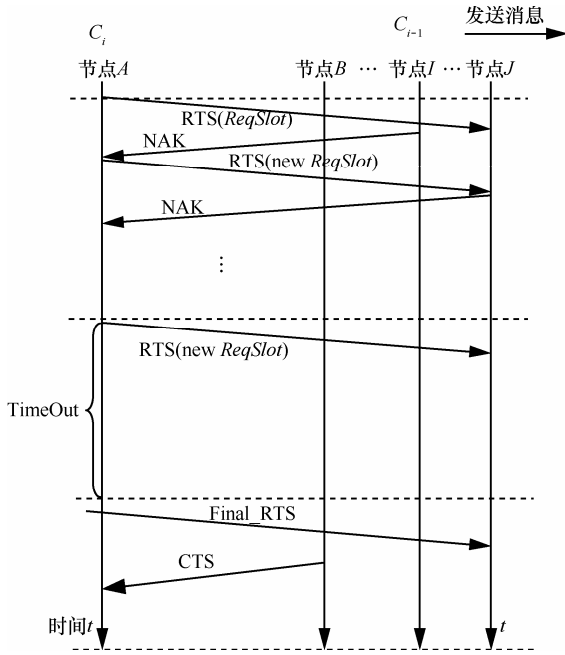 发送消息
C_i C_{i-1}
节点A 节点B … 节点I … 节点J
RTS(ReqSlot)
NAK
RTS(new ReqSlot)
NAK
⋮
RTS(new ReqSlot)
TimeOut
Final_RTS
CTS
时间t t